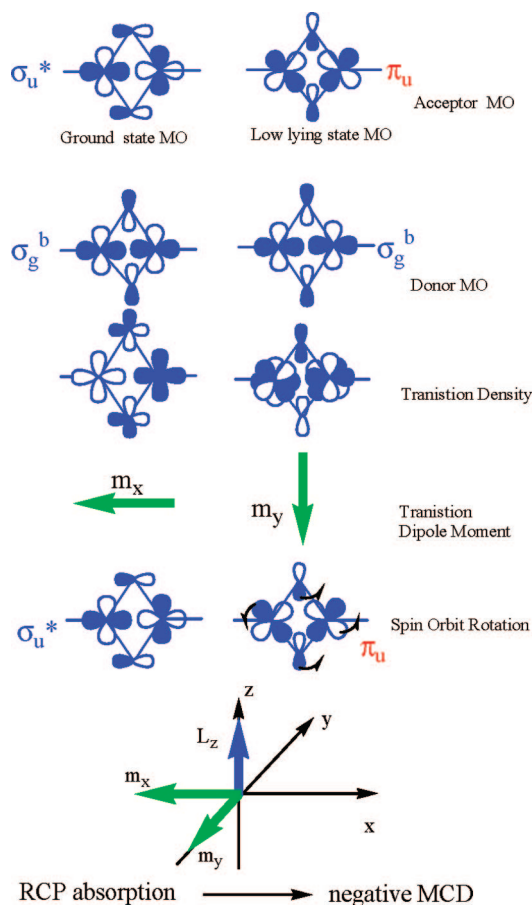 σu* πu
Acceptor MO
Ground state MO Low lying state MO
σg^b σg^b
Donor MO
Tranistion Density
mx my
Tranistion
Dipole Moment
σu* πu
Spin Orbit Rotation
z
y
Lz
mx
x
my
RCP absorption negative MCD